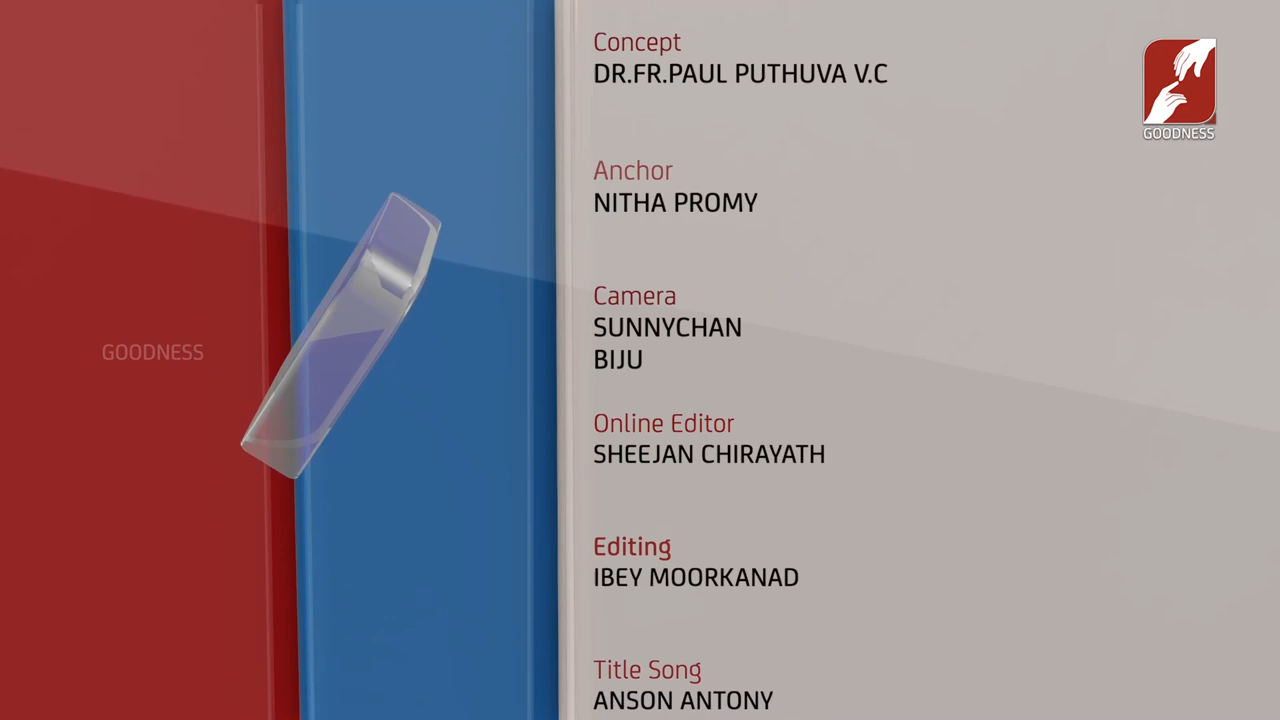 Concept
DR.FR.PAUL PUTHUVA V.C
GOODNESS
Anchor
NITHA PROMY
Camera
SUNNYCHAN
BIJU
GOODNESS
Online Editor
SHEEJAN CHIRAYATH
Editing
IBEY MOORKANAD
Title Song
ANSON ANTONY